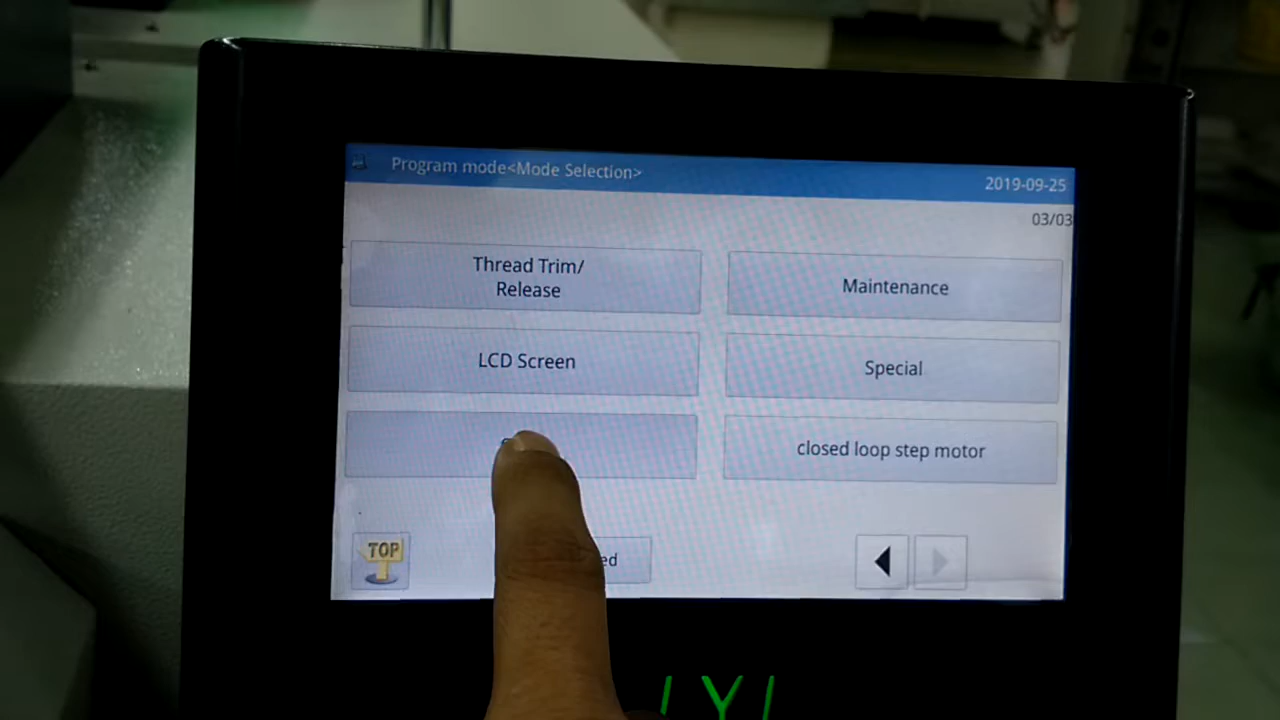 Program mode<Mode Selection>
2019-09-25
03/03
Thread Trim/
Release
Maintenance
LCD Screen
Special
closed loop step motor
TOP